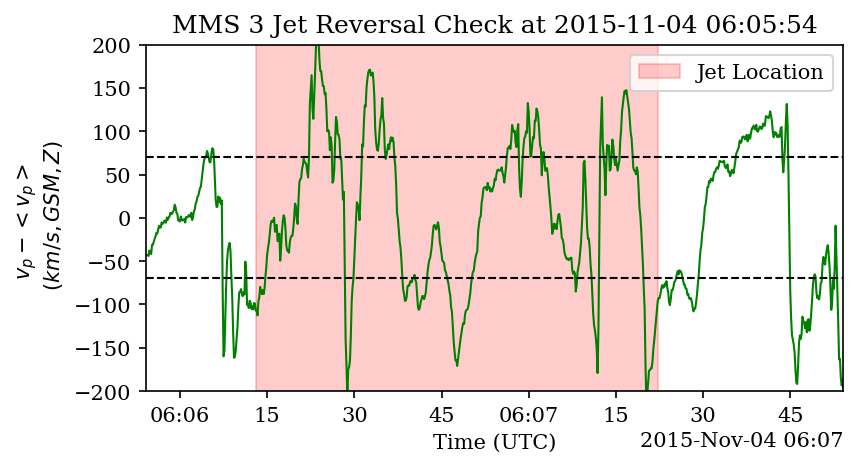 MMS 3 Jet Reversal Check at 2015-11-04 06:05:54
Jet Location
v_p − < v_p >
(km/s, GSM, Z)
200
150
100
50
0
−50
−100
−150
−200
06:06 15 30 45 06:07 15 30 45
Time (UTC)
2015-Nov-04 06:07